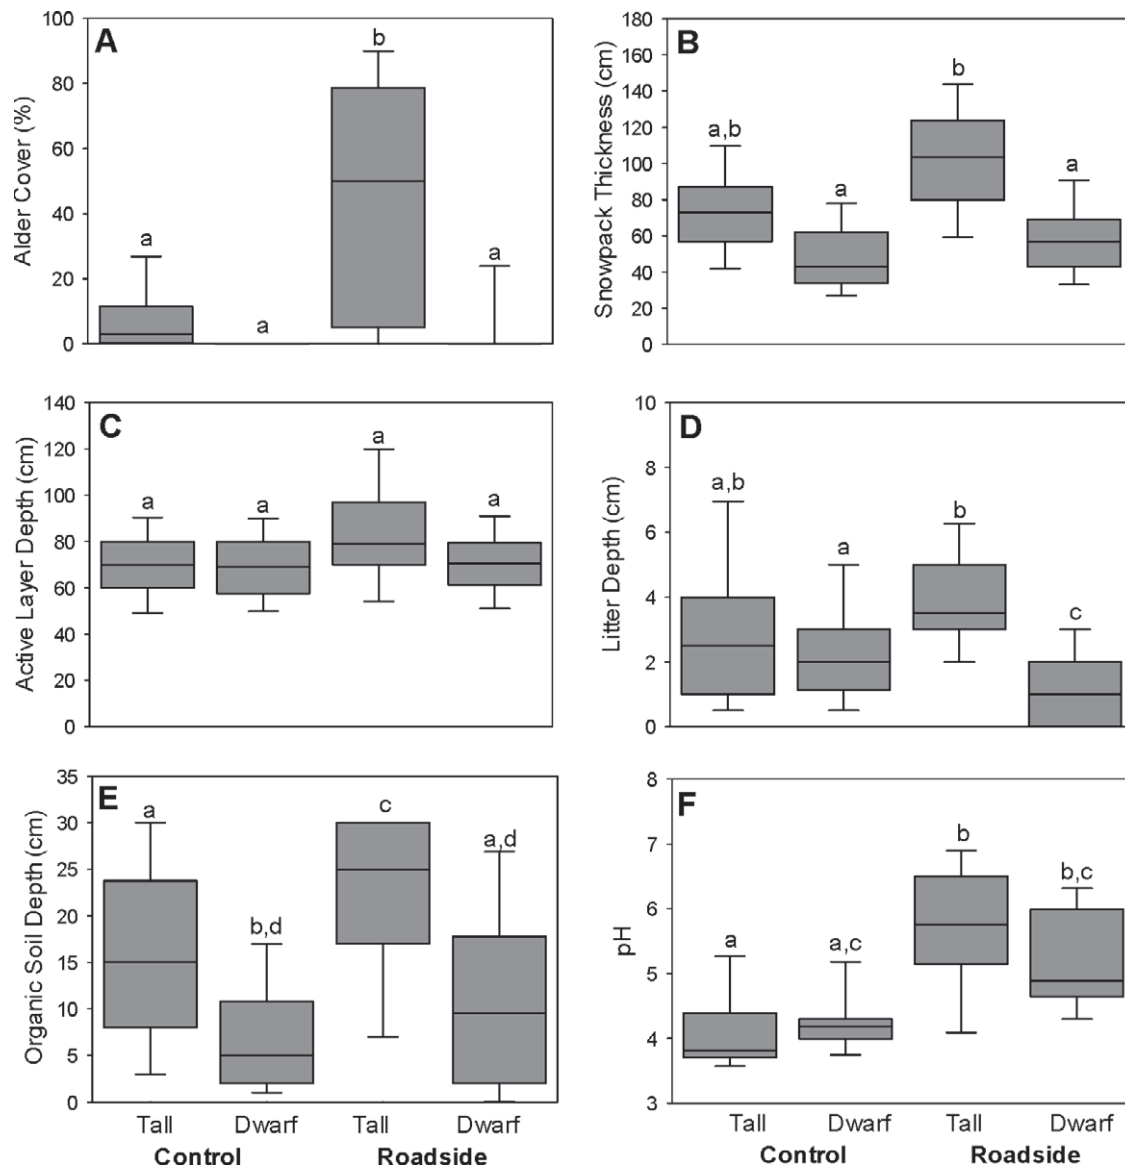 A
Alder Cover (%)
100
80
60
40
20
0
a
a
b
a
B
Snowpack Thickness (cm)
180
160
140
120
100
80
60
40
20
0
a,b
a
b
a
C
Active Layer Depth (cm)
140
120
100
80
60
40
20
0
a
a
a
a
D
Litter Depth (cm)
10
8
6
4
2
0
a,b
a
b
c
E
Organic Soil Depth (cm)
35
30
25
20
15
10
5
0
a
b,d
c
a,d
Tall Dwarf Tall Dwarf
Control Roadside
F
pH
8
7
6
5
4
3
a
a,c
b
b,c
Tall Dwarf Tall Dwarf
Control Roadside